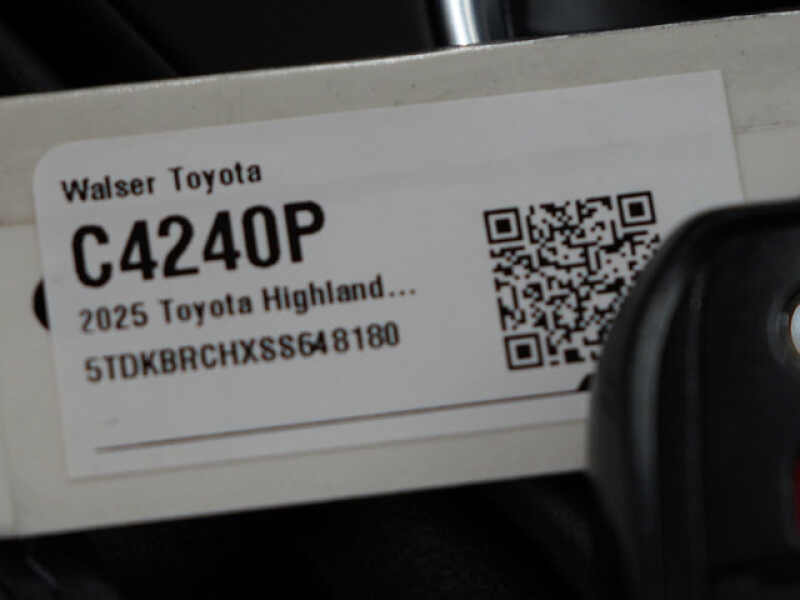 Walser Toyota
C4240P
2025 Toyota Highland...
5TDKBRCHXSS648180